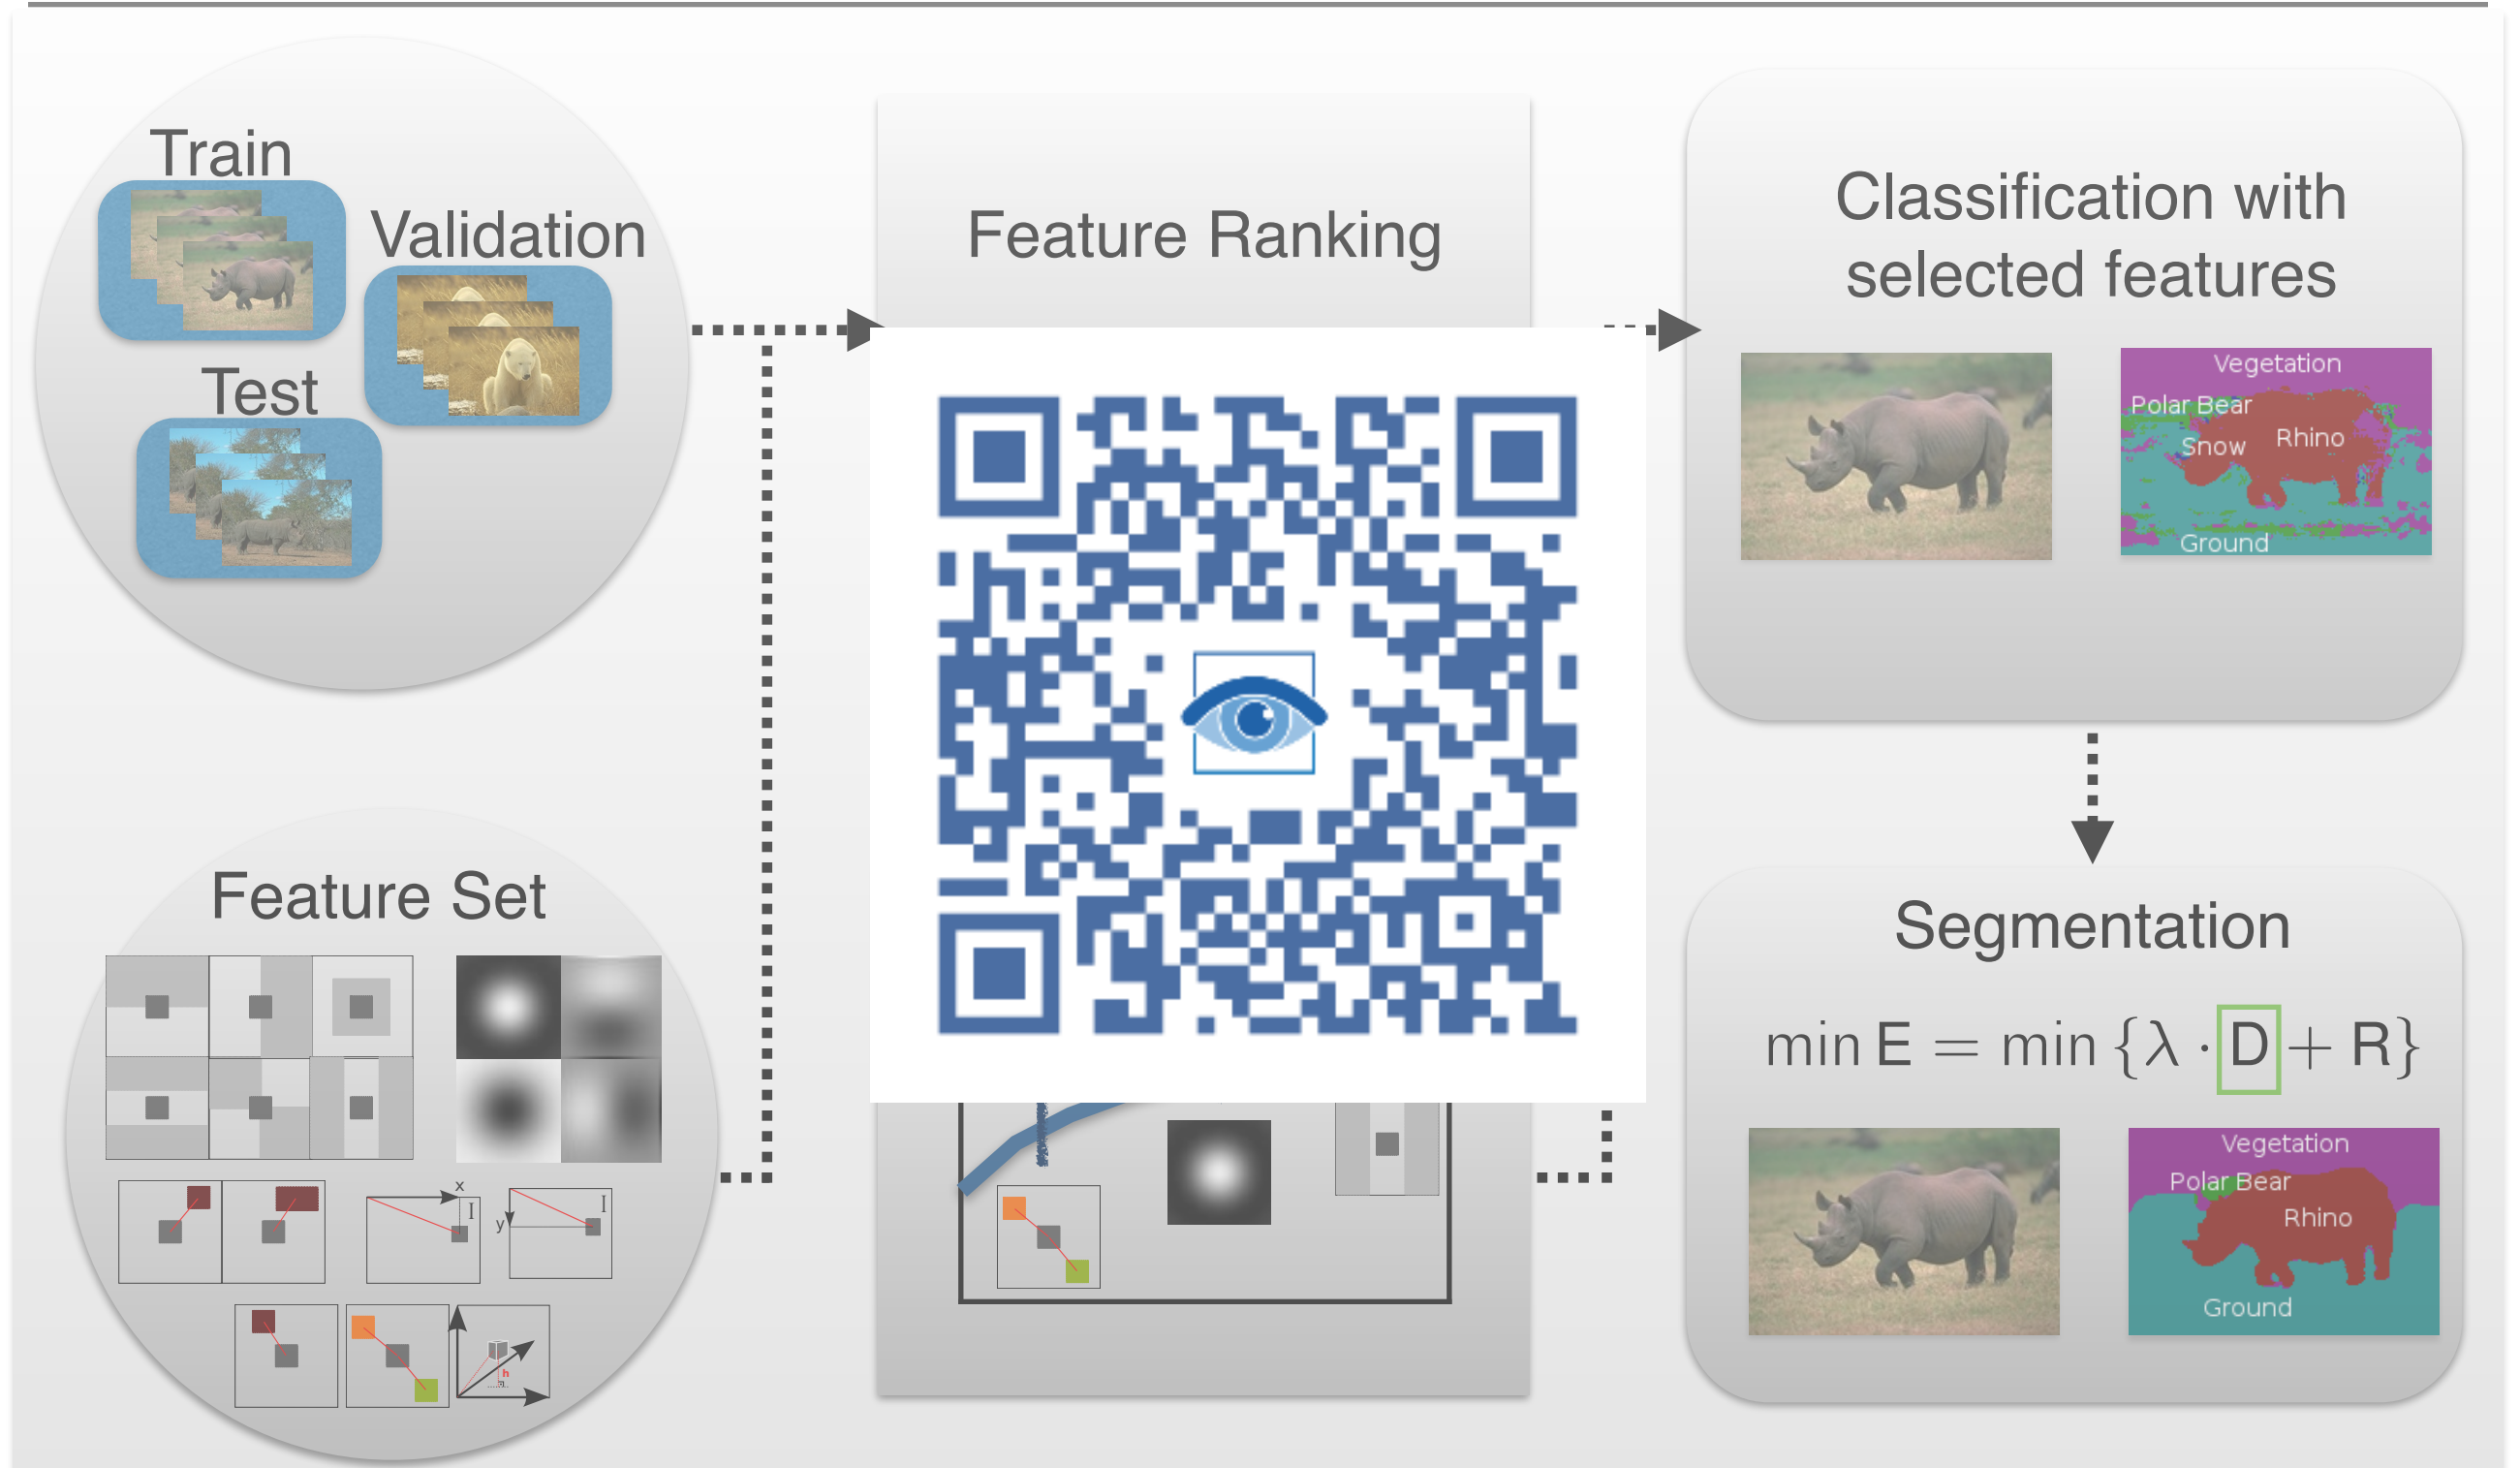 Train
Validation
Test
Feature Set
x
I
y
I
h
Feature Ranking
Classification with
selected features
Vegetation
Polar Bear
Snow
Rhino
Ground
Segmentation
min E = min {λ · D + R}
Vegetation
Polar Bear
Rhino
Ground